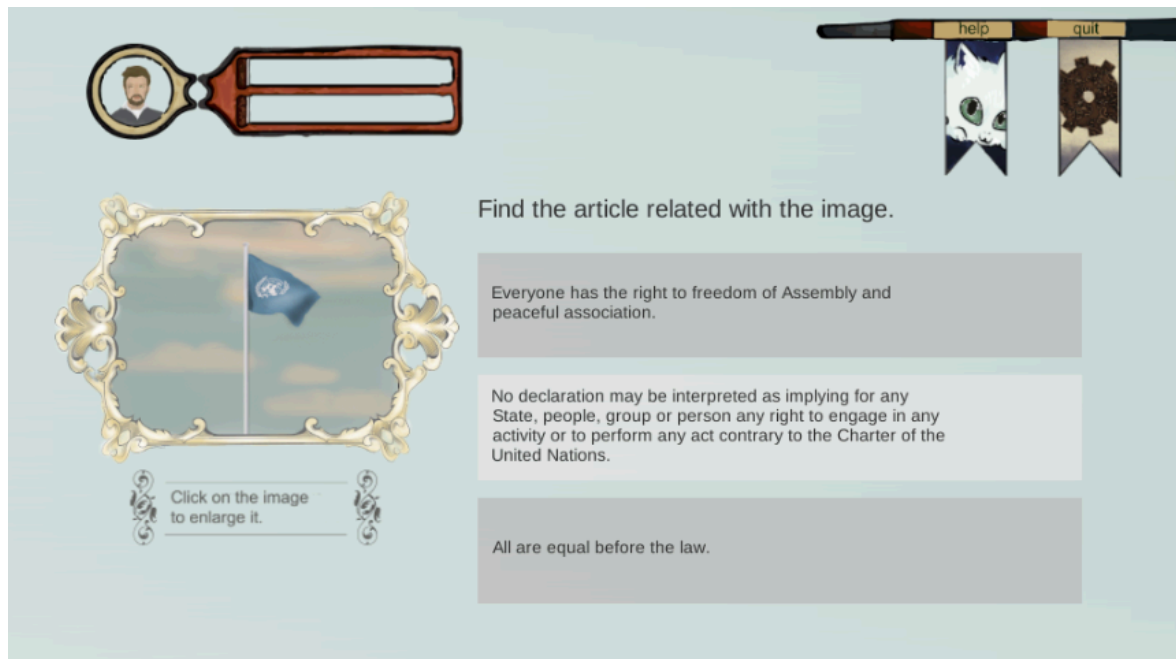 help
quit
Find the article related with the image.
Everyone has the right to freedom of Assembly and
peaceful association.
No declaration may be interpreted as implying for any
State, people, group or person any right to engage in any
activity or to perform any act contrary to the Charter of the
United Nations.
Click on the image
to enlarge it.
All are equal before the law.